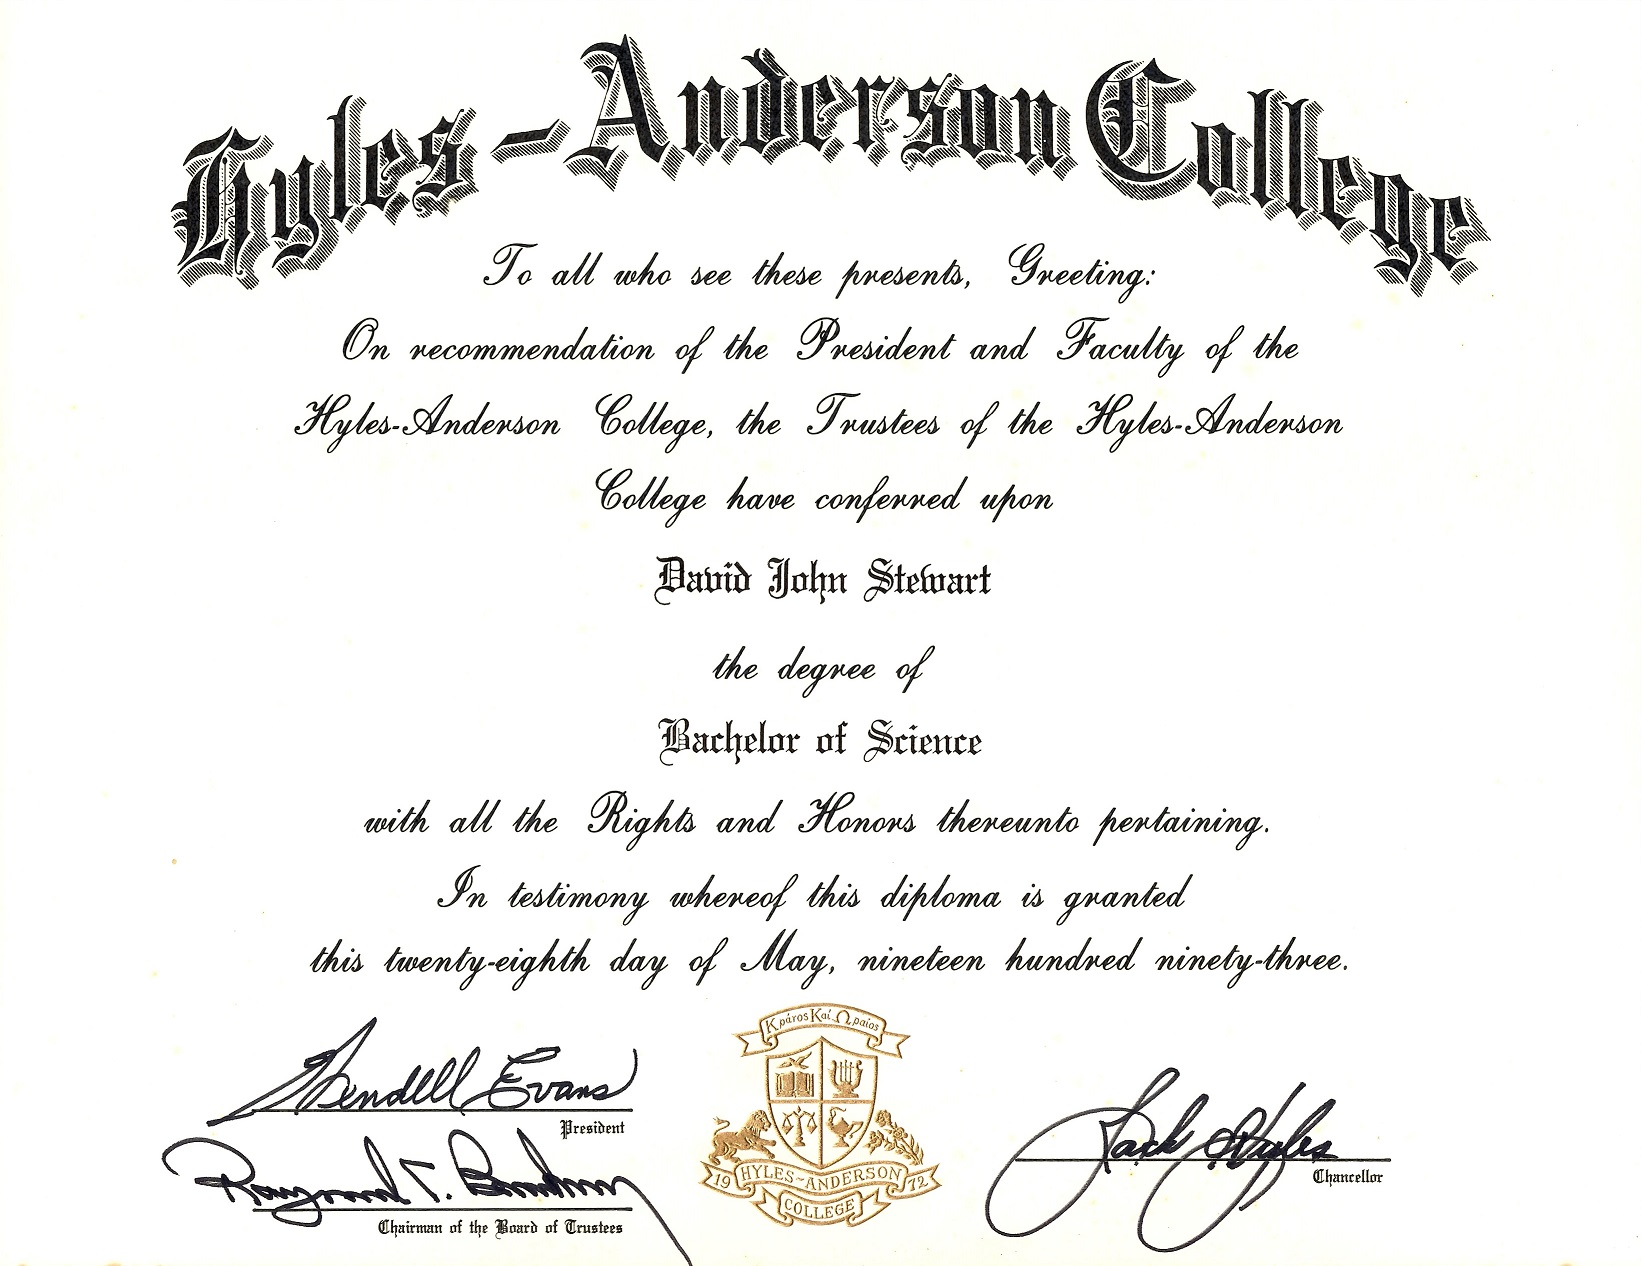 Hyles-Anderson College
To all who see these presents, Greeting:
On recommendation of the President and Faculty of the
Hyles-Anderson College, the Trustees of the Hyles-Anderson
College have conferred upon
David John Stewart
the degree of
Bachelor of Science
with all the Rights and Honors thereunto pertaining.
In testimony whereof this diploma is granted
this twenty-eighth day of May, nineteen hundred ninety-three.
Wendell Evans
President
Raymond T.
Chairman of the Board of Trustees
Κράτος Καί Ωραίος
19 HYLES-ANDERSON 72
COLLEGE
Jack Hyles
Chancellor